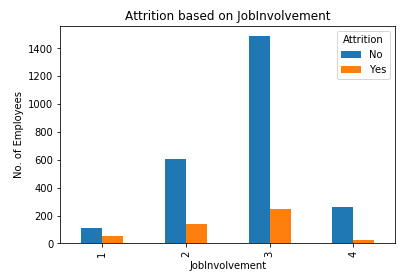 Attrition based on JobInvolvement
Attrition
No
Yes
No. of Employees
1400
1200
1000
800
600
400
200
0
1
2
3
4
JobInvolvement